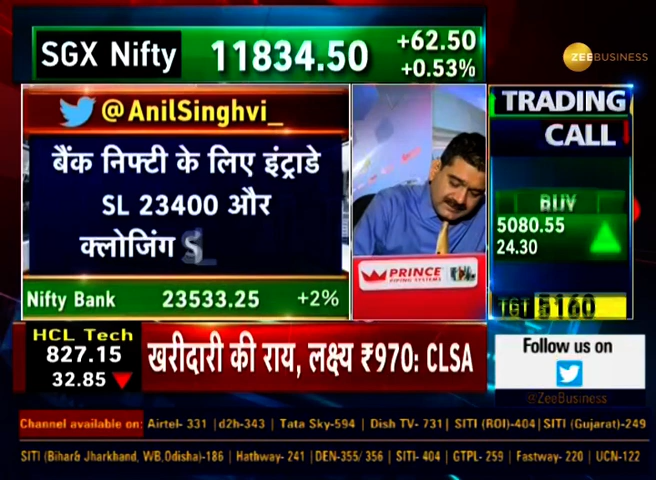 SGX Nifty 11834.50 +62.50
+0.53%
ZEEBUSINESS
@AnilSinghvi_
बैंक निफ्टी के लिए इंट्राडे
SL 23400 और
क्लोजिंग S
Nifty Bank 23533.25 +2%
PRINCE
PIPING SYSTEMS
TRADING
CALL
BUY
5080.55
24.30
TGT 5160
HCL Tech
827.15
32.85
खरीदारी की राय, लक्ष्य ₹970: CLSA
Follow us on
@ZeeBusiness
Channel available on: Airtel- 331 | d2h-343 | Tata Sky-594 | Dish TV- 731 | SITI (ROI)-404 | SITI (Gujarat)-249
SITI (Bihar& Jharkhand, WB,Odisha)-186 | Hathway- 241 | DEN-355/ 356 | SITI- 404 | GTPL- 259 | Fastway- 220 | UCN-122